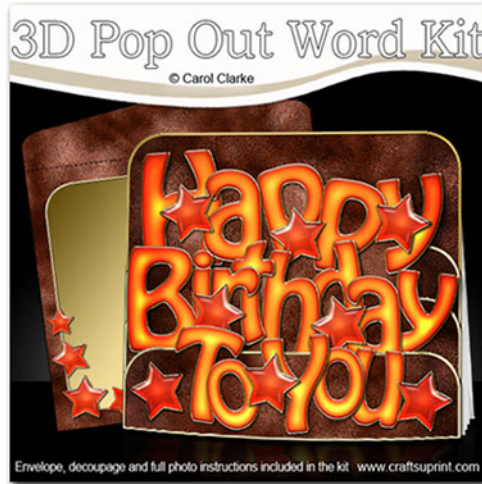 3D Pop Out Word Kit
© Carol Clarke
Happy
Birthday
To You
Envelope, decoupage and full photo instructions included in the kit www.craftsuprint.com